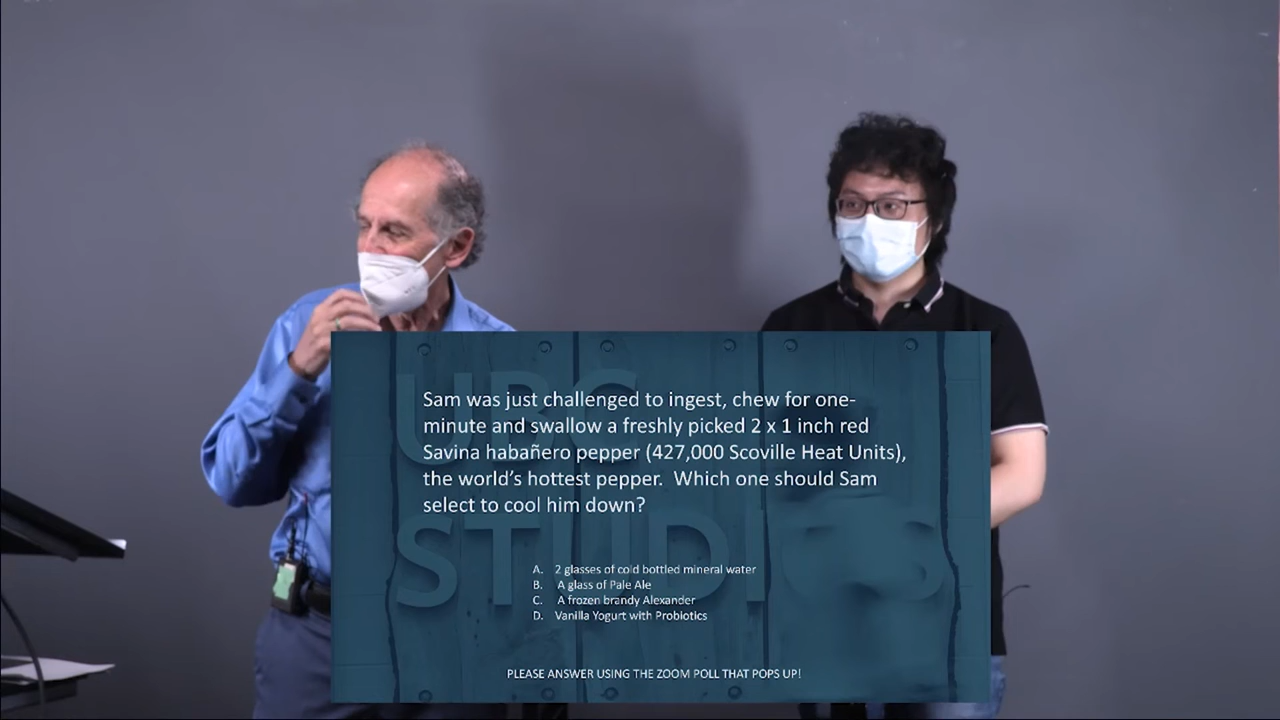 UBC
STUDIOS
Sam was just challenged to ingest, chew for one-
minute and swallow a freshly picked 2 x 1 inch red
Savina habañero pepper (427,000 Scoville Heat Units),
the world's hottest pepper.  Which one should Sam
select to cool him down?
A. 2 glasses of cold bottled mineral water
B. A glass of Pale Ale
C. A frozen brandy Alexander
D. Vanilla Yogurt with Probiotics
PLEASE ANSWER USING THE ZOOM POLL THAT POPS UP!